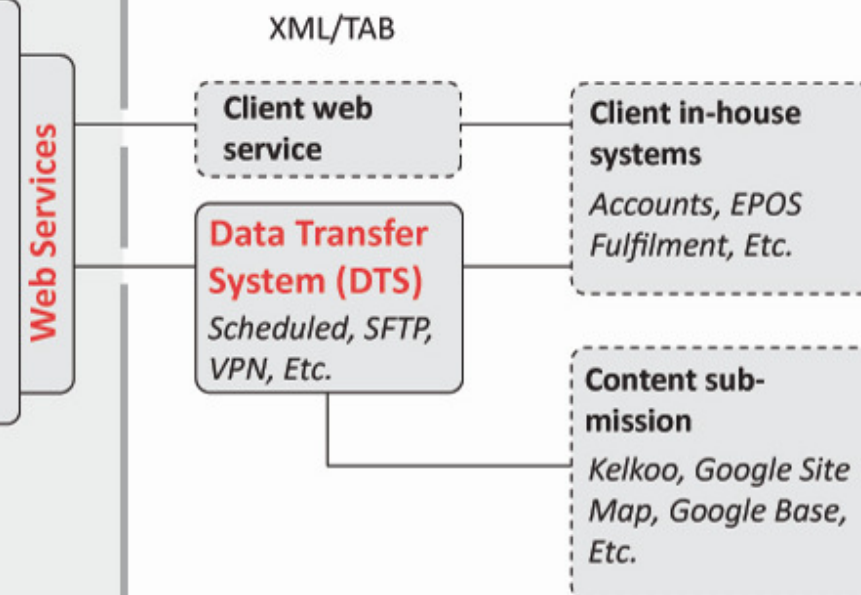 XML/TAB
Web Services
Client web
service
Data Transfer
System (DTS)
Scheduled, SFTP,
VPN, Etc.
Client in-house
systems
Accounts, EPOS
Fulfilment, Etc.
Content sub-
mission
Kelkoo, Google Site
Map, Google Base,
Etc.